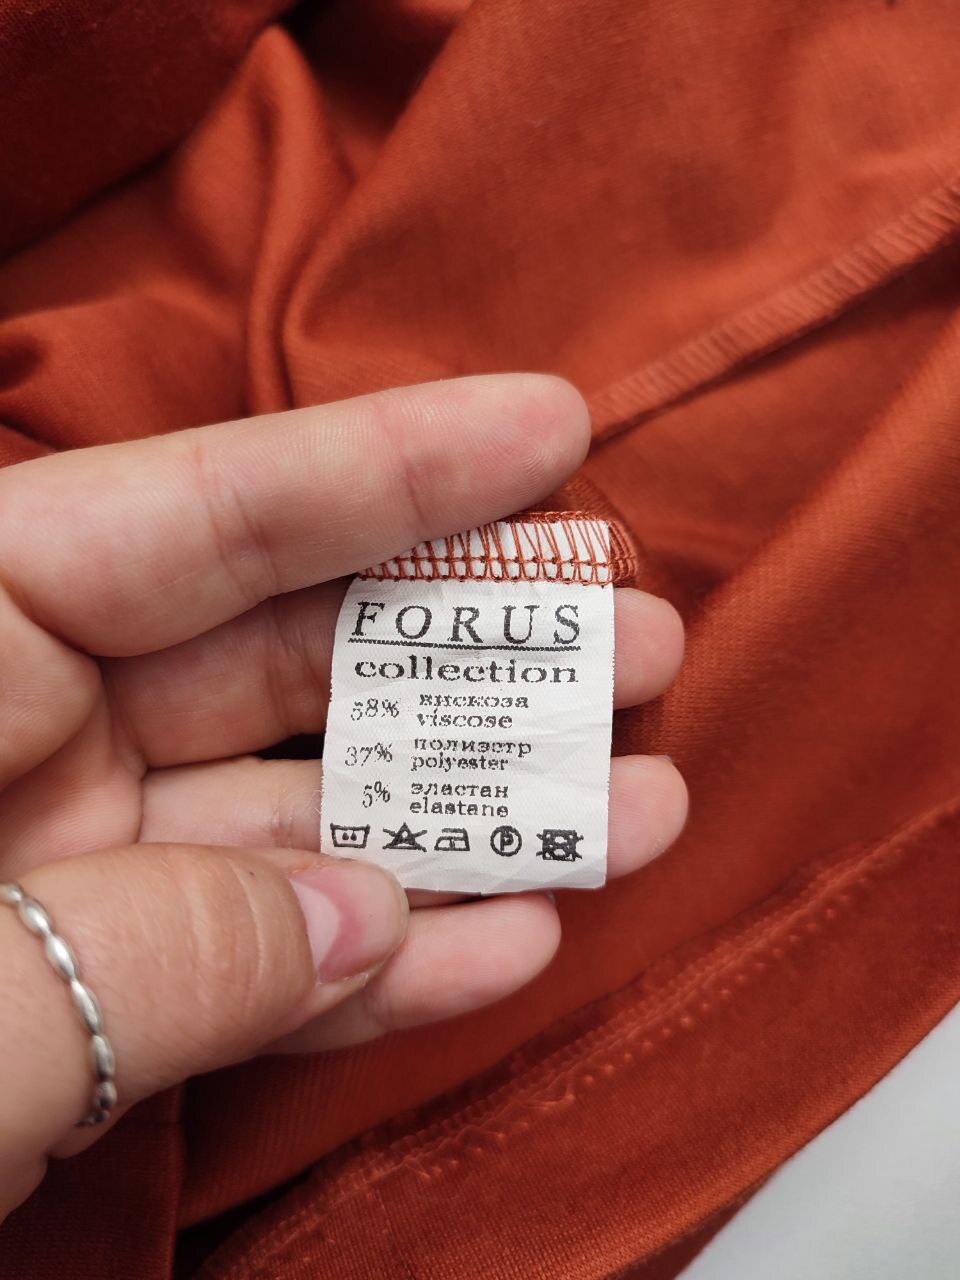 FORUS
collection
58% вискоза
viscose
37% полиэстр
polyester
5% эластан
elastane
P